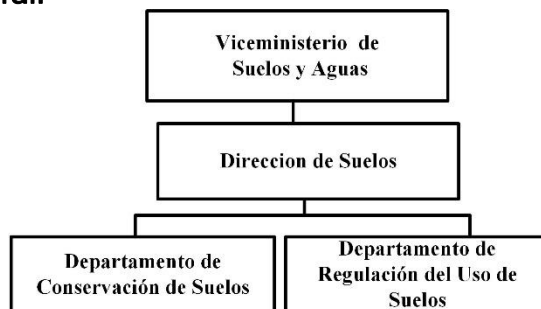 Viceministerio de
Suelos y Aguas
Direccion de Suelos
Departamento de
Conservación de Suelos
Departamento de
Regulación del Uso de
Suelos